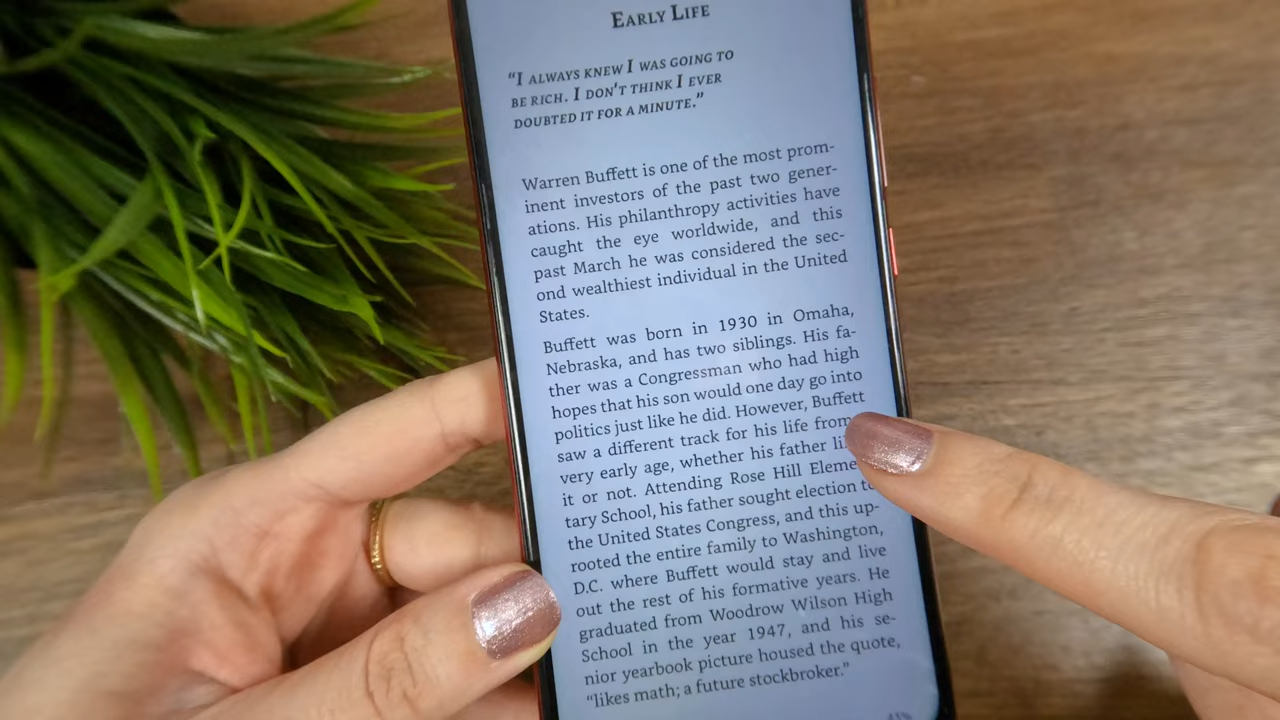 Early Life
“I always knew I was going to
be rich. I don't think I ever
doubted it for a minute.”
Warren Buffett is one of the most prom-
inent investors of the past two gener-
ations. His philanthropy activities have
caught the eye worldwide, and this
past March he was considered the sec-
ond wealthiest individual in the United
States.
Buffett was born in 1930 in Omaha,
Nebraska, and has two siblings. His fa-
ther was a Congressman who had high
hopes that his son would one day go into
politics just like he did. However, Buffett
saw a different track for his life from
very early age, whether his father
it or not. Attending Rose Hill Elemen
tary School, his father sought election to
the United States Congress, and this up-
rooted the entire family to Washington,
D.C. where Buffett would stay and live
out the rest of his formative years. He
graduated from Woodrow Wilson High
School in the year 1947, and his se-
nior yearbook picture housed the quote,
“likes math; a future stockbroker.”